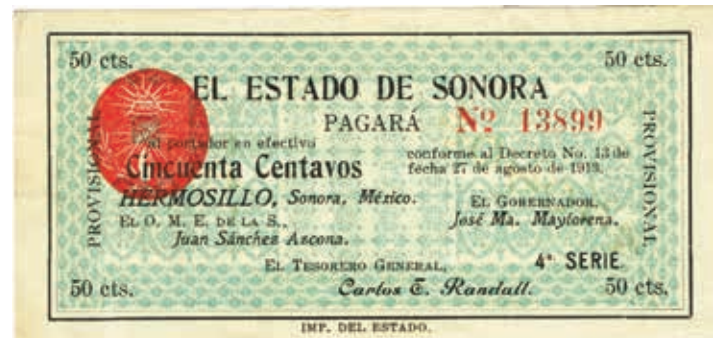 50 cts. 50 cts.
EL ESTADO DE SONORA
PAGARÁ Nº 13899
al portador en efectivo
Cincuenta Centavos
conforme al Decreto No. 13 de
fecha 27 de agosto de 1913.
HERMOSILLO, Sonora, México.
EL O. M. E. DE LA S.,
Juan Sánchez Azcona.
EL GOBERNADOR,
José Ma. Maytorena.
PROVISIONAL
PROVISIONAL
EL TESORERO GENERAL,
4ª SERIE.
50 cts. Carlos E. Randall. 50 cts.
IMP. DEL ESTADO.